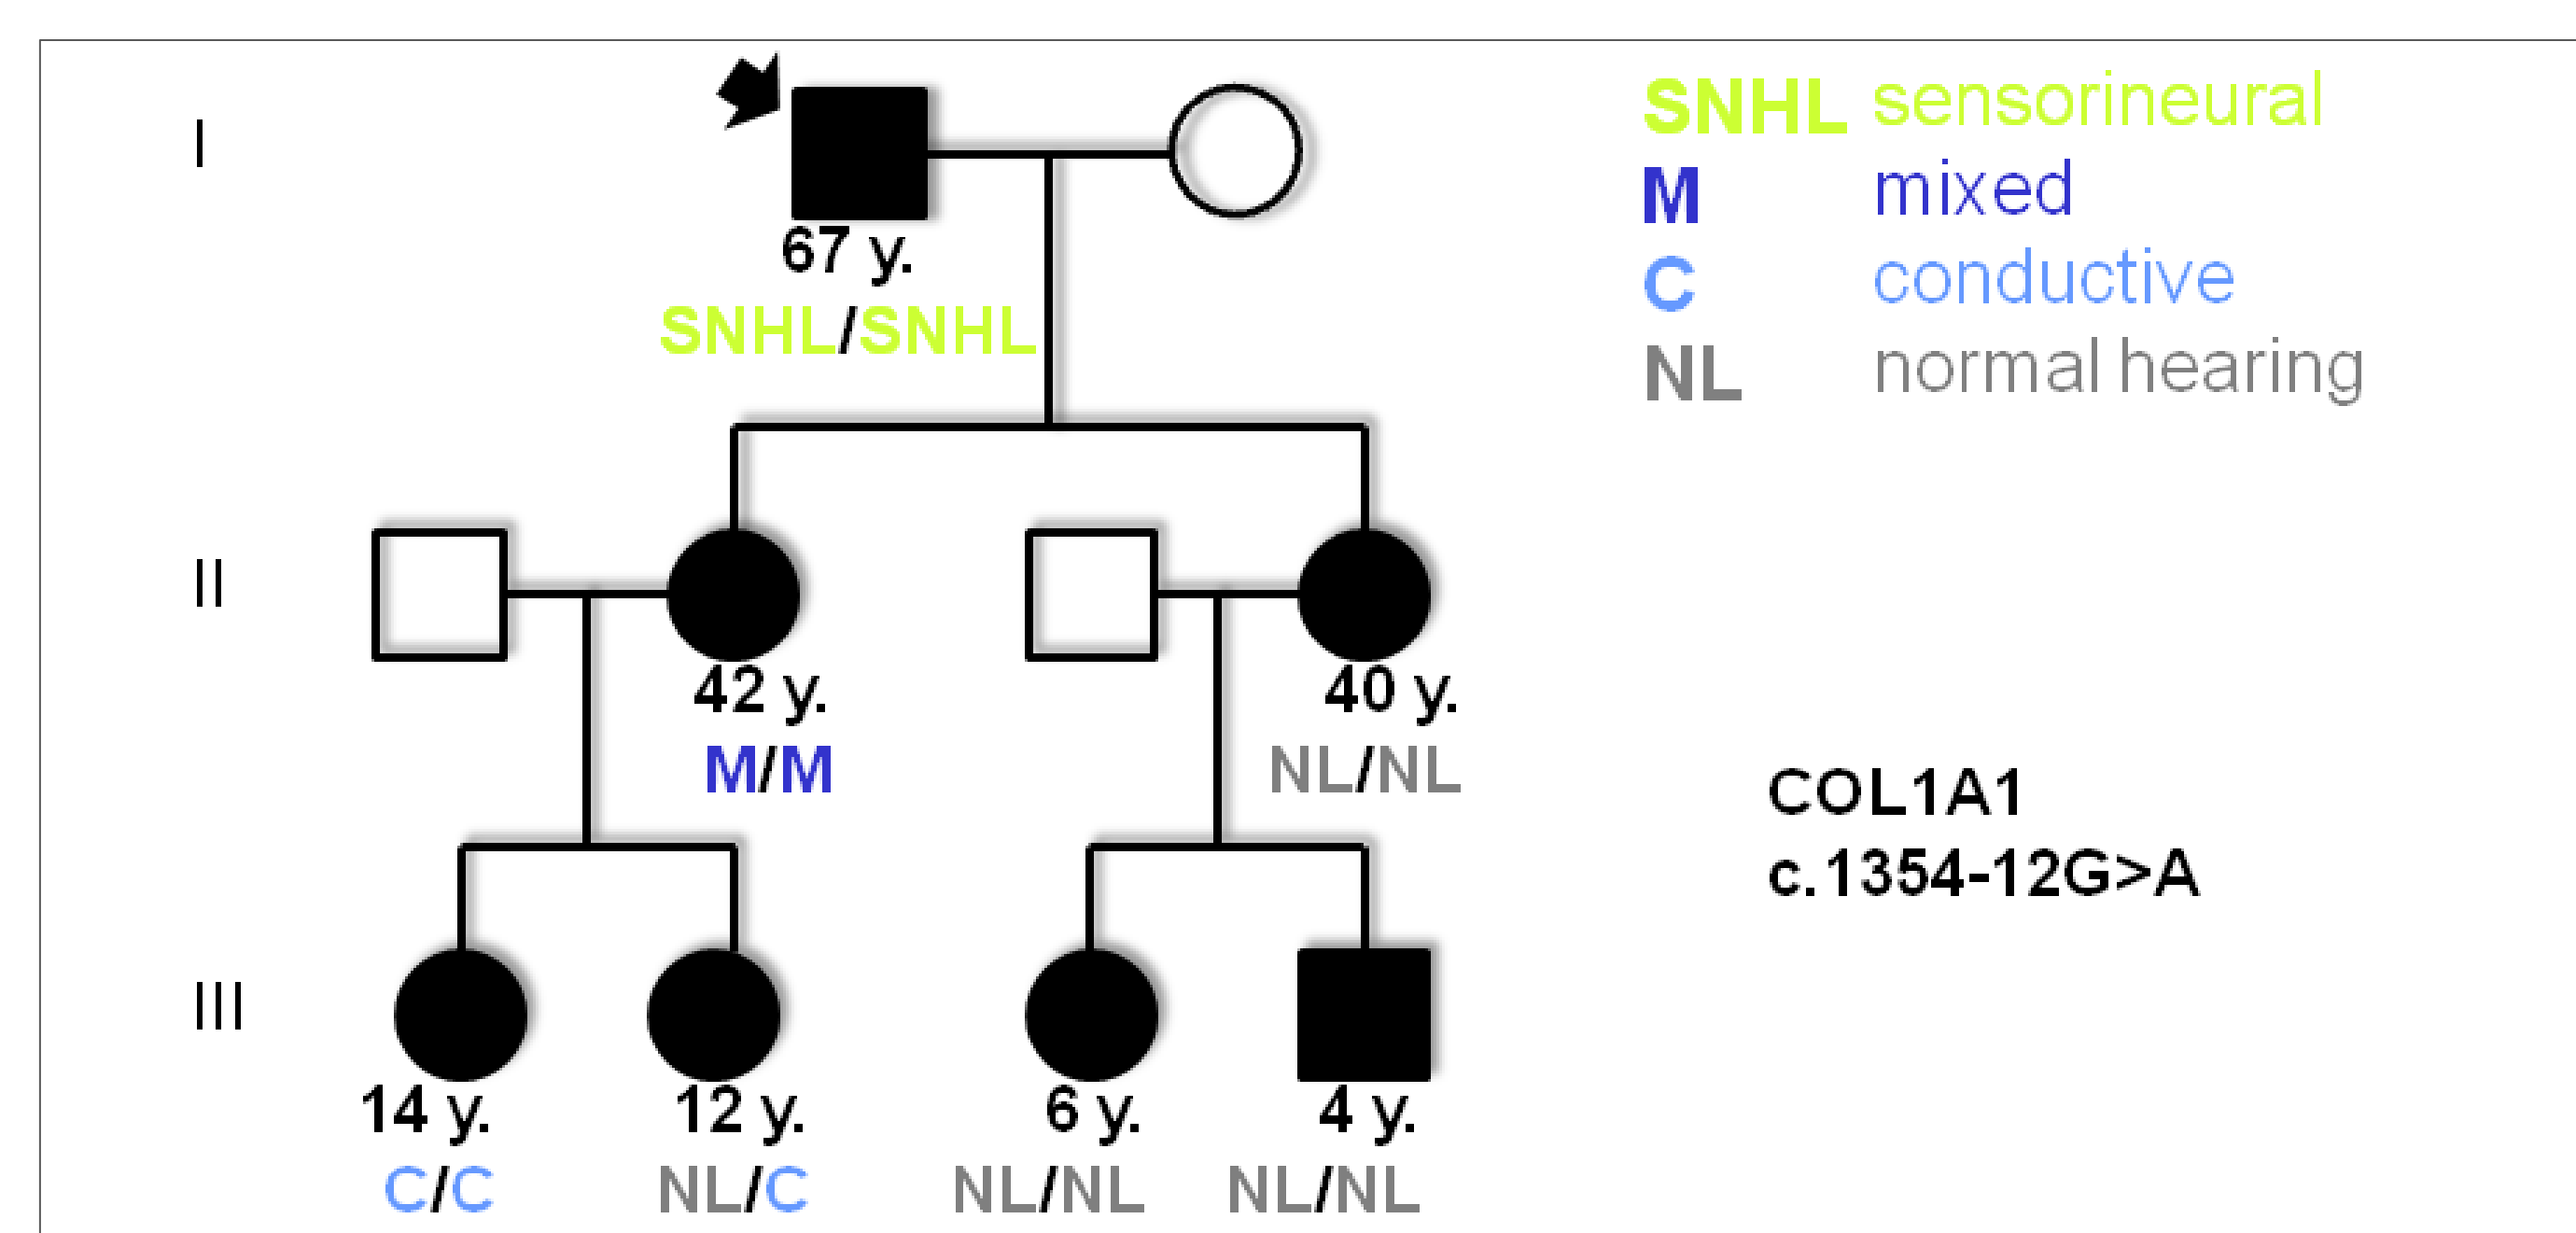 I
67 y.
SNHL/SNHL
SNHL sensorineural
M mixed
C conductive
NL normal hearing
II
42 y.
M/M
40 y.
NL/NL
COL1A1
c.1354-12G>A
III
14 y.
C/C
12 y.
NL/C
6 y.
NL/NL
4 y.
NL/NL